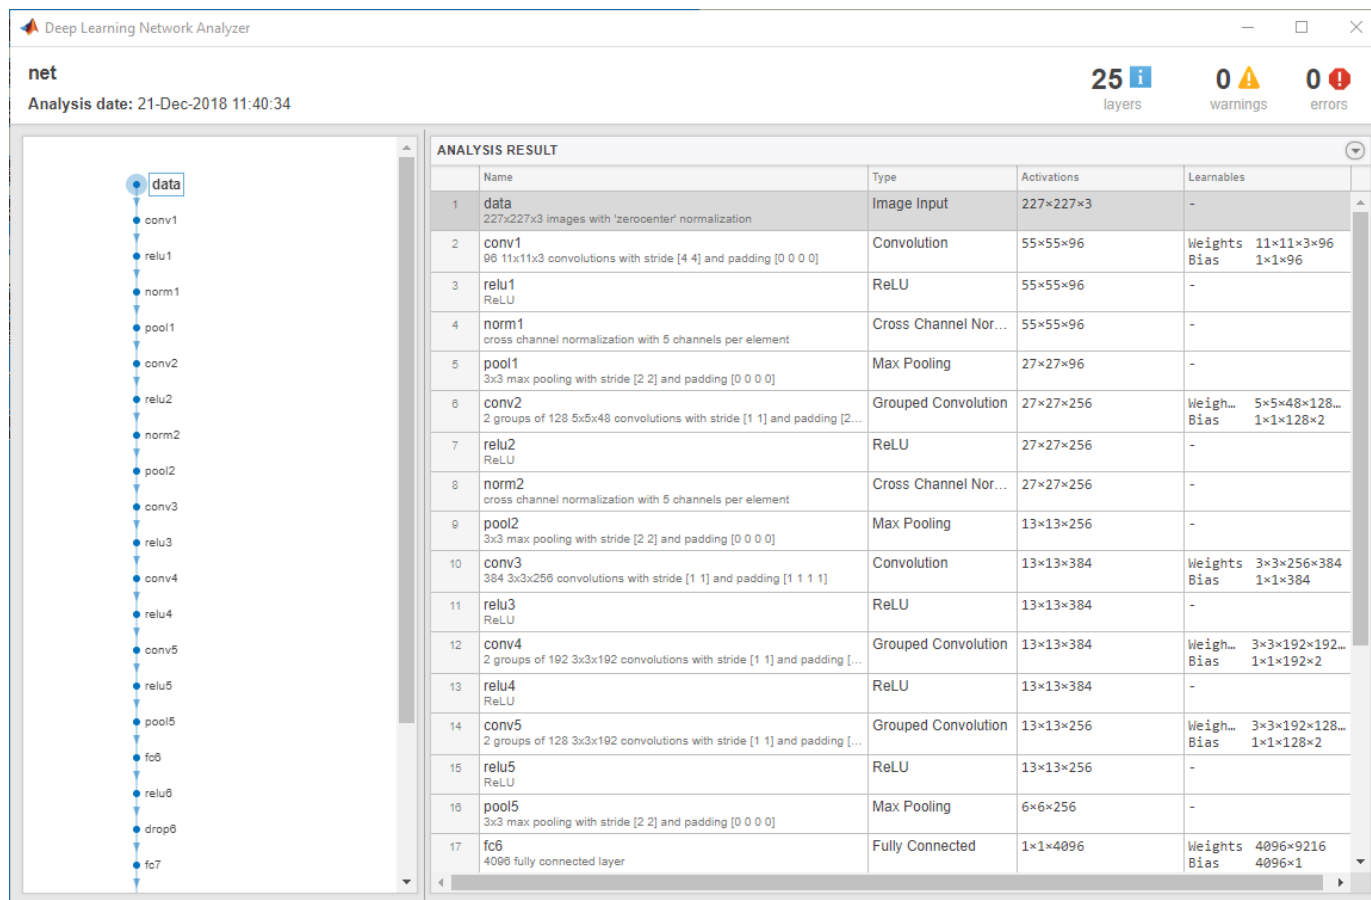 Deep Learning Network Analyzer
net
Analysis date: 21-Dec-2018 11:40:34
25 i
layers
0
warnings
0
errors
data
conv1
relu1
norm1
pool1
conv2
relu2
norm2
pool2
conv3
relu3
conv4
relu4
conv5
relu5
pool5
fc6
relu6
drop6
fc7
ANALYSIS RESULT
Name Type Activations Learnables
1 data Image Input 227×227×3 -
227x227x3 images with 'zerocenter' normalization
2 conv1 Convolution 55×55×96 Weights 11×11×3×96
96 11x11x3 convolutions with stride [4 4] and padding [0 0 0 0] Bias 1×1×96
3 relu1 ReLU 55×55×96 -
ReLU
4 norm1 Cross Channel Nor... 55×55×96 -
cross channel normalization with 5 channels per element
5 pool1 Max Pooling 27×27×96 -
3x3 max pooling with stride [2 2] and padding [0 0 0 0]
6 conv2 Grouped Convolution 27×27×256 Weigh... 5×5×48×128...
2 groups of 128 5x5x48 convolutions with stride [1 1] and padding [2... Bias 1×1×128×2
7 relu2 ReLU 27×27×256 -
ReLU
8 norm2 Cross Channel Nor... 27×27×256 -
cross channel normalization with 5 channels per element
9 pool2 Max Pooling 13×13×256 -
3x3 max pooling with stride [2 2] and padding [0 0 0 0]
10 conv3 Convolution 13×13×384 Weights 3×3×256×384
384 3x3x256 convolutions with stride [1 1] and padding [1 1 1 1] Bias 1×1×384
11 relu3 ReLU 13×13×384 -
ReLU
12 conv4 Grouped Convolution 13×13×384 Weigh... 3×3×192×192...
2 groups of 192 3x3x192 convolutions with stride [1 1] and padding [... Bias 1×1×192×2
13 relu4 ReLU 13×13×384 -
ReLU
14 conv5 Grouped Convolution 13×13×256 Weigh... 3×3×192×128...
2 groups of 128 3x3x192 convolutions with stride [1 1] and padding [... Bias 1×1×128×2
15 relu5 ReLU 13×13×256 -
ReLU
16 pool5 Max Pooling 6×6×256 -
3x3 max pooling with stride [2 2] and padding [0 0 0 0]
17 fc6 Fully Connected 1×1×4096 Weights 4096×9216
4096 fully connected layer Bias 4096×1